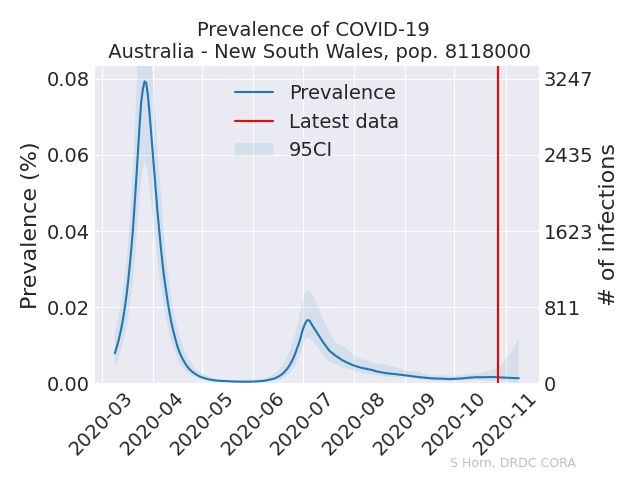 Prevalence of COVID-19
Australia - New South Wales, pop. 8118000
Prevalence
Latest data
95CI
Prevalence (%)
0.08
0.06
0.04
0.02
0.00
3247
2435
1623
811
0
# of infections
2020-03
2020-04
2020-05
2020-06
2020-07
2020-08
2020-09
2020-10
2020-11
S Horn, DRDC CORA